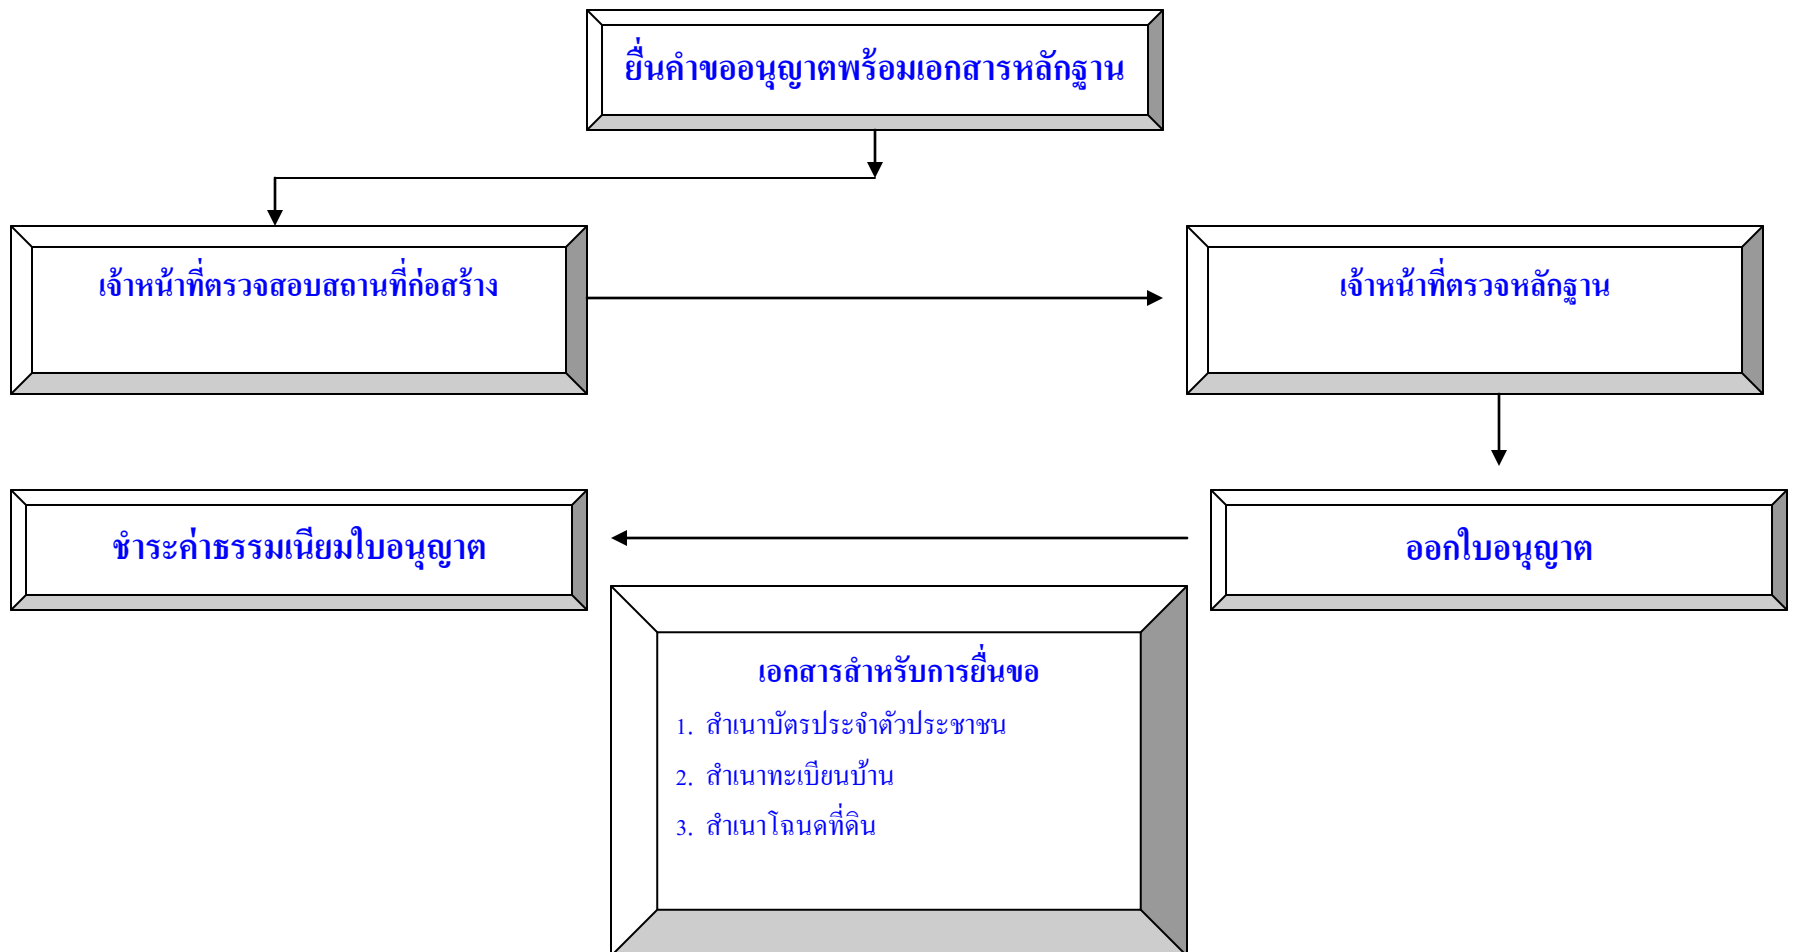 ยื่นคำขออนุญาตพร้อมเอกสารหลักฐาน
เจ้าหน้าที่ตรวจสอบสถานที่ก่อสร้าง
เจ้าหน้าที่ตรวจหลักฐาน
ชำระค่าธรรมเนียมใบอนุญาต
ออกใบอนุญาต
เอกสารสำหรับการยื่นขอ
1. สำเนาบัตรประจำตัวประชาชน
2. สำเนาทะเบียนบ้าน
3. สำเนาโฉนดที่ดิน